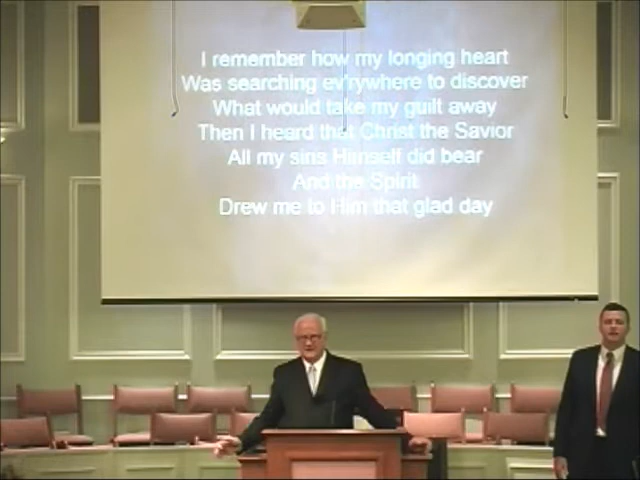 I remember how my longing heart
Was searching ev'rywhere to discover
What would take my guilt away
Then I heard that Christ the Savior
All my sins Himself did bear
And the Spirit
Drew me to Him that glad day